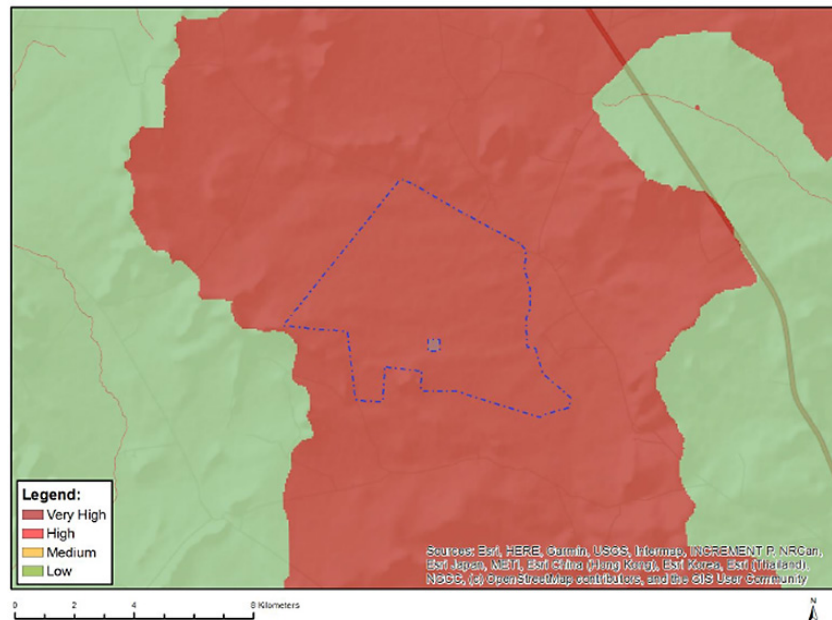 Legend:
Very High
High
Medium
Low
Sources: Esri, HERE, Garmin, USGS, Intermap, INCREMENT P, NRCan,
Esri Japan, METI, Esri China (Hong Kong), Esri Korea, Esri (Thailand),
NGCC, (c) OpenStreetMap contributors, and the GIS User Community
0 2 4 8 Kilometers
N